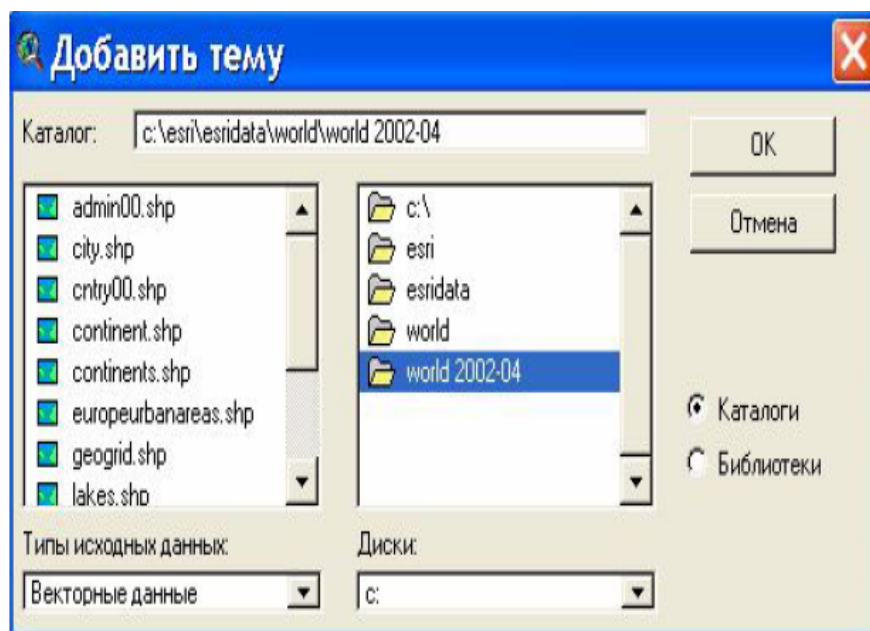 Добавить тему
Каталог: c:\esri\esridata\world\world 2002-04
OK
Отмена
admin00.shp
city.shp
cntry00.shp
continent.shp
continents.shp
europeurbanareas.shp
geogrid.shp
lakes.shp
c:\
esri
esridata
world
world 2002-04
Каталоги
Библиотеки
Типы исходных данных:
Векторные данные
Диски:
c: